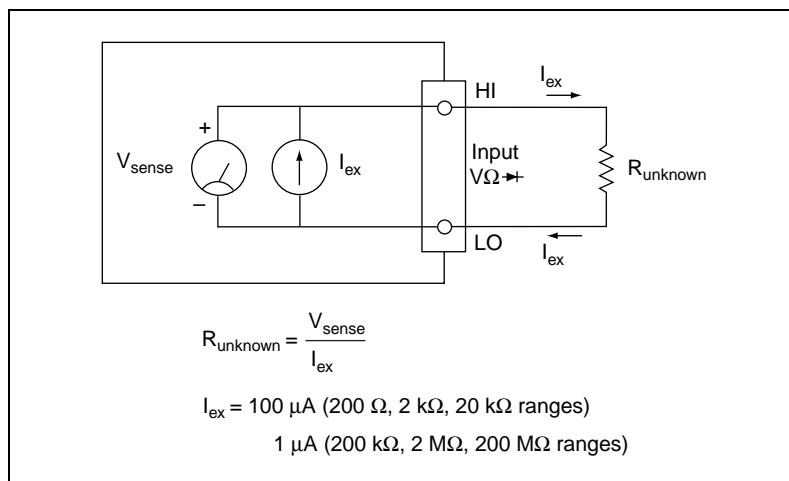 I_ex
HI
+
V_sense
I_ex
Input
VΩ
R_unknown
−
LO
I_ex
R_unknown = V_sense / I_ex
I_ex = 100 µA (200 Ω, 2 kΩ, 20 kΩ ranges)
1 µA (200 kΩ, 2 MΩ, 200 MΩ ranges)